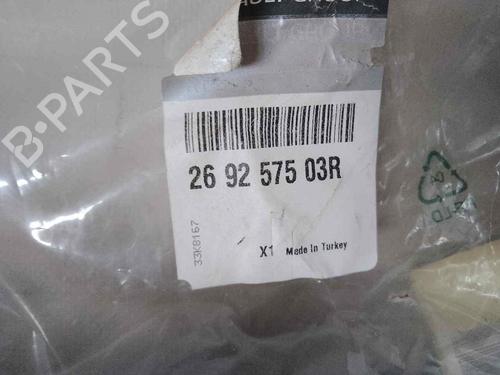 26 92 575 03R
33K8167
X1 Made In Turkey
B-PARTS